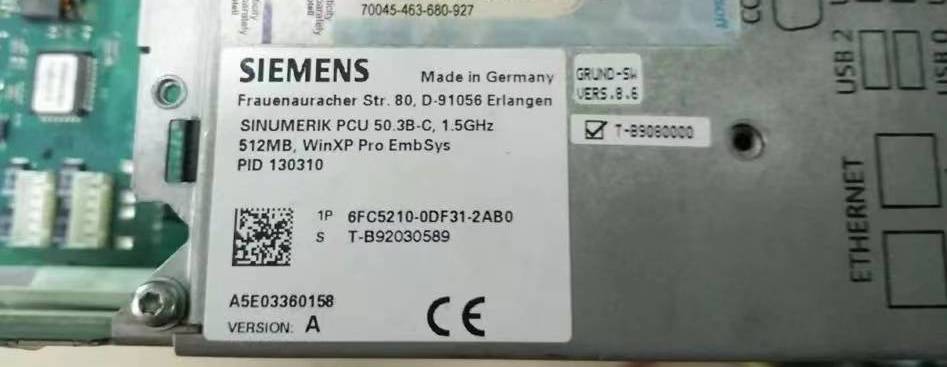 70045-463-680-927
SIEMENS
Made in Germany
Frauenauracher Str. 80, D-91056 Erlangen
SINUMERIK PCU 50.3B-C, 1.5GHz
512MB, WinXP Pro EmbSys
PID 130310
1P 6FC5210-0DF31-2AB0
S T-B92030589
A5E03360158
VERSION: A
CE
GRUND-SW
VERS.8.6
T-B9080000
USB 2
USB 0
ETHERNET